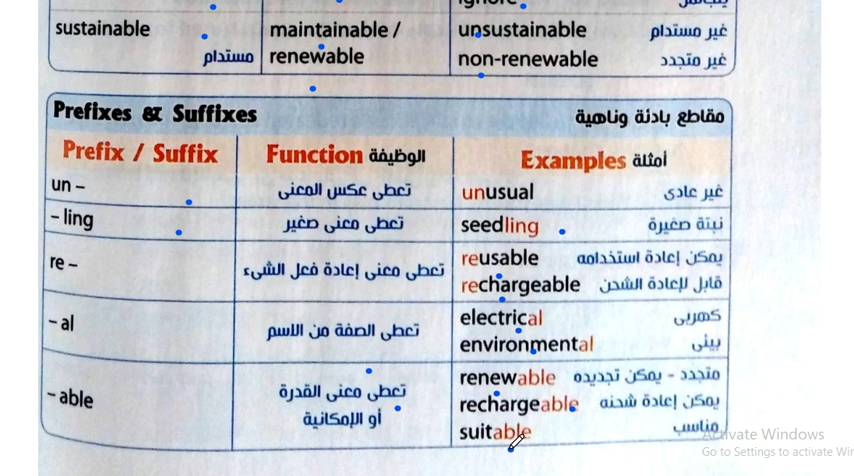 ignore
sustainable مستدام maintainable / renewable
unsustainable غير مستدام
non-renewable غير متجدد
Prefixes & Suffixes مقاطع بادئة وناهية
Prefix / Suffix Function الوظيفة Examples أمثلة
un – تعطى عكس المعنى unusual غير عادى
– ling تعطى معنى صغير seedling نبتة صغيرة
re – تعطى معنى إعادة فعل الشىء
reusable يمكن إعادة استخدامه
rechargeable قابل لإعادة الشحن
– al تعطى الصفة من الاسم
electrical كهربى
environmental بيئى
– able تعطى معنى القدرة
أو الإمكانية
renewable متجدد - يمكن تجديده
rechargeable يمكن إعادة شحنه
suitable مناسب
Activate Windows
Go to Settings to activate Wir